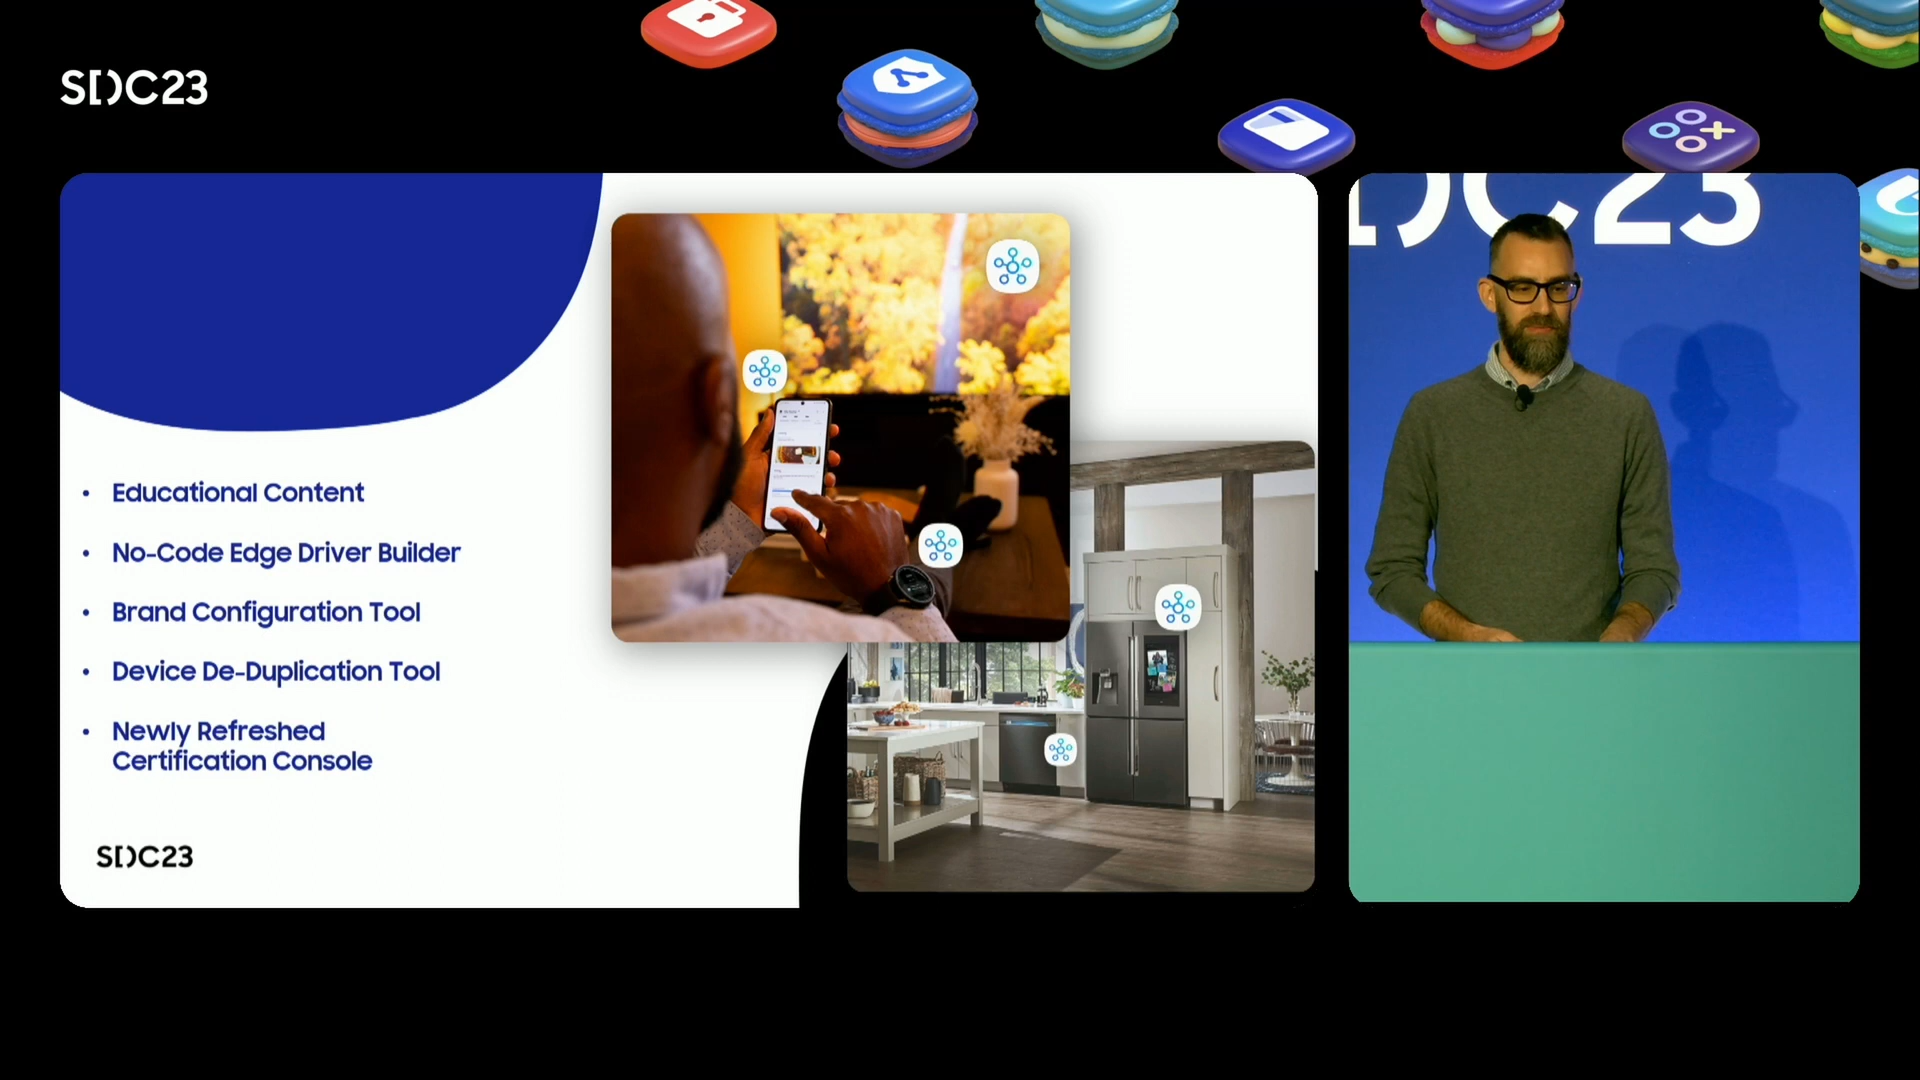 SDC23
Educational Content
No-Code Edge Driver Builder
Brand Configuration Tool
Device De-Duplication Tool
Newly Refreshed
Certification Console
SDC23
DC23